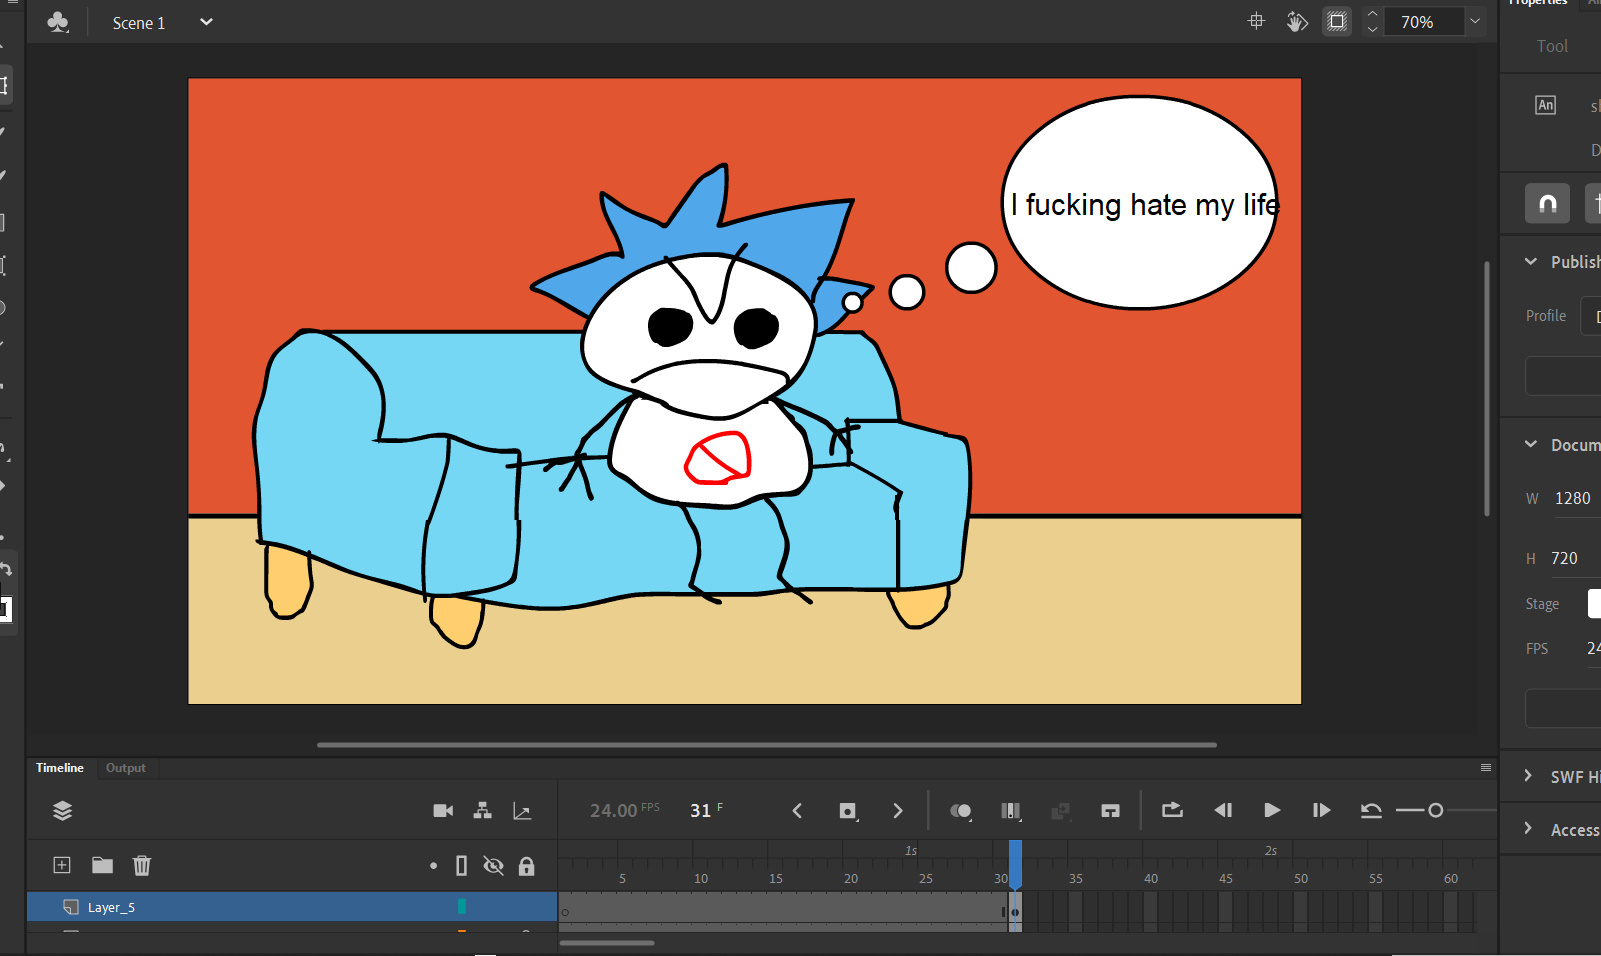 Properties
Scene 1
70%
Tool
An
I fucking hate my life
Publish
Profile
Docum
W 1280
H 720
Stage
FPS 24
SWF Hi
Access
Timeline
Output
24.00 FPS
31 F
1s
2s
5 10 15 20 25 30 35 40 45 50 55 60
Layer_5